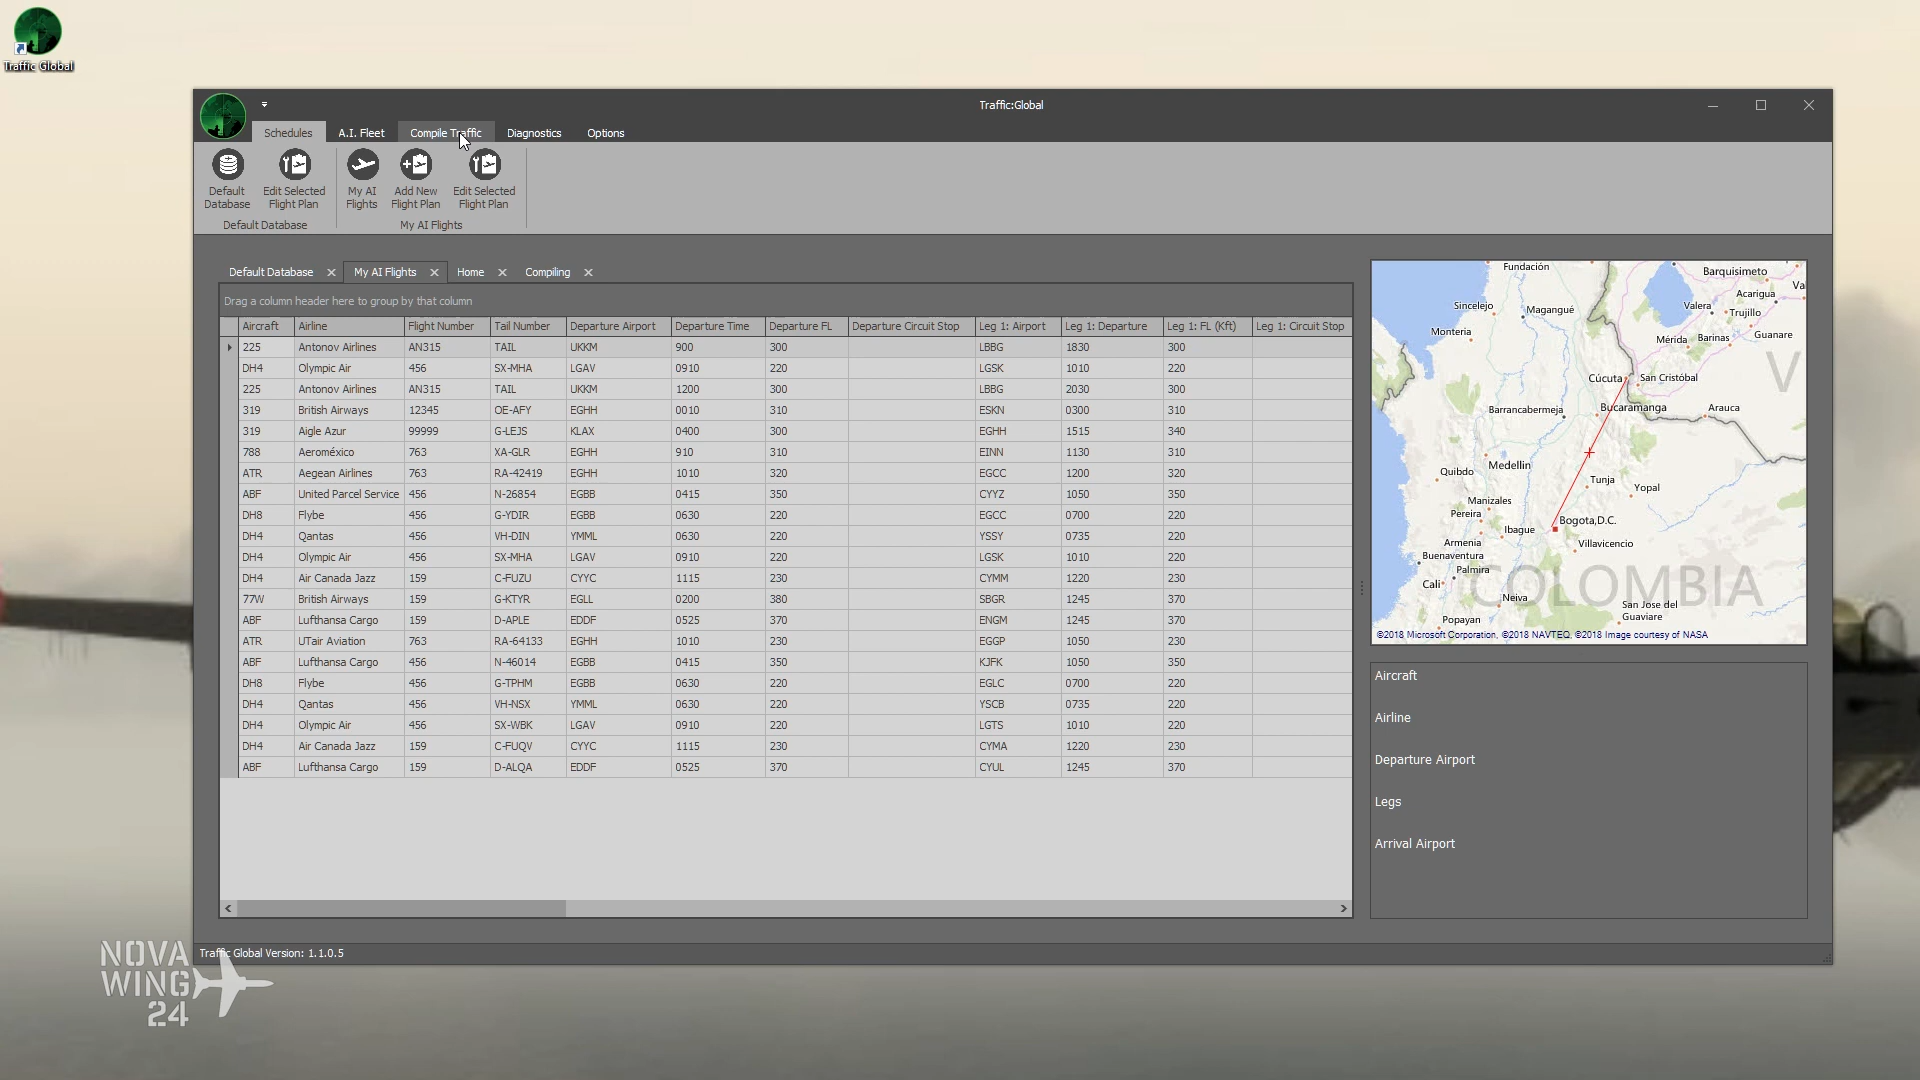 Traffic Global
Traffic:Global
Schedules A.I. Fleet Compile Traffic Diagnostics Options
Default Database
Edit Selected Flight Plan
My AI Flights
Add New Flight Plan
Edit Selected Flight Plan
Default Database
My AI Flights
Default Database My AI Flights Home Compiling
Drag a column header here to group by that column
Aircraft Airline Flight Number Tail Number Departure Airport Departure Time Departure FL Departure Circuit Stop Leg 1: Airport Leg 1: Departure Leg 1: FL (Kft) Leg 1: Circuit Stop
225 Antonov Airlines AN315 TAIL UKKM 900 300 LBBG 1830 300
DH4 Olympic Air 456 SX-MHA LGAV 0910 220 LGSK 1010 220
225 Antonov Airlines AN315 TAIL UKKM 1200 300 LBBG 2030 300
319 British Airways 12345 OE-AFY EGHH 0010 310 ESKN 0300 310
319 Aigle Azur 99999 G-LEJS KLAX 0400 300 EGHH 1515 340
788 Aeroméxico 763 XA-GLR EGHH 910 310 EINN 1130 310
ATR Aegean Airlines 763 RA-42419 EGHH 1010 320 EGCC 1200 320
ABF United Parcel Service 456 N-26854 EGBB 0415 350 CYYZ 1050 350
DH8 Flybe 456 G-YDIR EGBB 0630 220 EGCC 0700 220
DH4 Qantas 456 VH-DIN YMML 0630 220 YSSY 0735 220
DH4 Olympic Air 456 SX-MHA LGAV 0910 220 LGSK 1010 220
DH4 Air Canada Jazz 159 C-FUZU CYYC 1115 230 CYMM 1220 230
77W British Airways 159 G-KTYR EGLL 0200 380 SBGR 1245 370
ABF Lufthansa Cargo 159 D-APLE EDDF 0525 370 ENGM 1245 370
ATR UTair Aviation 763 RA-64133 EGHH 1010 230 EGGP 1050 230
ABF Lufthansa Cargo 456 N-46014 EGBB 0415 350 KJFK 1050 350
DH8 Flybe 456 G-TPHM EGBB 0630 220 EGLC 0700 220
DH4 Qantas 456 VH-NSX YMML 0630 220 YSCB 0735 220
DH4 Olympic Air 456 SX-WBK LGAV 0910 220 LGTS 1010 220
DH4 Air Canada Jazz 159 C-FUQV CYYC 1115 230 CYMA 1220 230
ABF Lufthansa Cargo 159 D-ALQA EDDF 0525 370 CYUL 1245 370
Fundación
Barquisimeto
Acarigua
Sincelejo
Magangué
Valera
Trujillo
Monteria
Mérida
Barinas
Guanare
V
Cúcuta
San Cristóbal
Barrancabermeja
Bucaramanga
Arauca
Quibdo
Medellin
Tunja
Yopal
Manizales
Pereira
Ibague
Bogota,D.C.
Armenia
Villavicencio
Buenaventura
Palmira
Cali
COLOMBIA
Neiva
San Jose del
Guaviare
Popayan
©2018 Microsoft Corporation, ©2018 NAVTEQ, ©2018 Image courtesy of NASA
Aircraft
Airline
Departure Airport
Legs
Arrival Airport
Traffic Global Version: 1.1.0.5
NOVA
WING
24